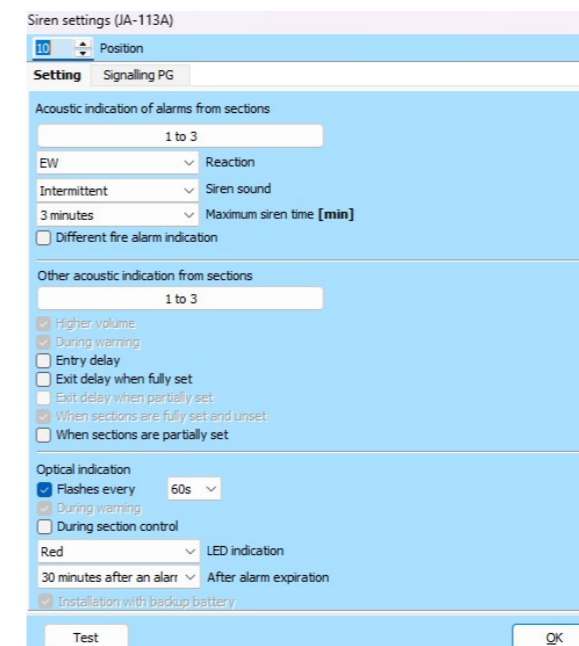 Siren settings (JA-113A)
10 Position
Setting Signalling PG
Acoustic indication of alarms from sections
1 to 3
EW Reaction
Intermittent Siren sound
3 minutes Maximum siren time [min]
Different fire alarm indication
Other acoustic indication from sections
1 to 3
Higher volume
During warning
Entry delay
Exit delay when fully set
Exit delay when partially set
When sections are fully set and unset
When sections are partially set
Optical indication
Flashes every 60s
During warning
During section control
Red LED indication
30 minutes after an alarr After alarm expiration
Installation with backup battery
Test OK